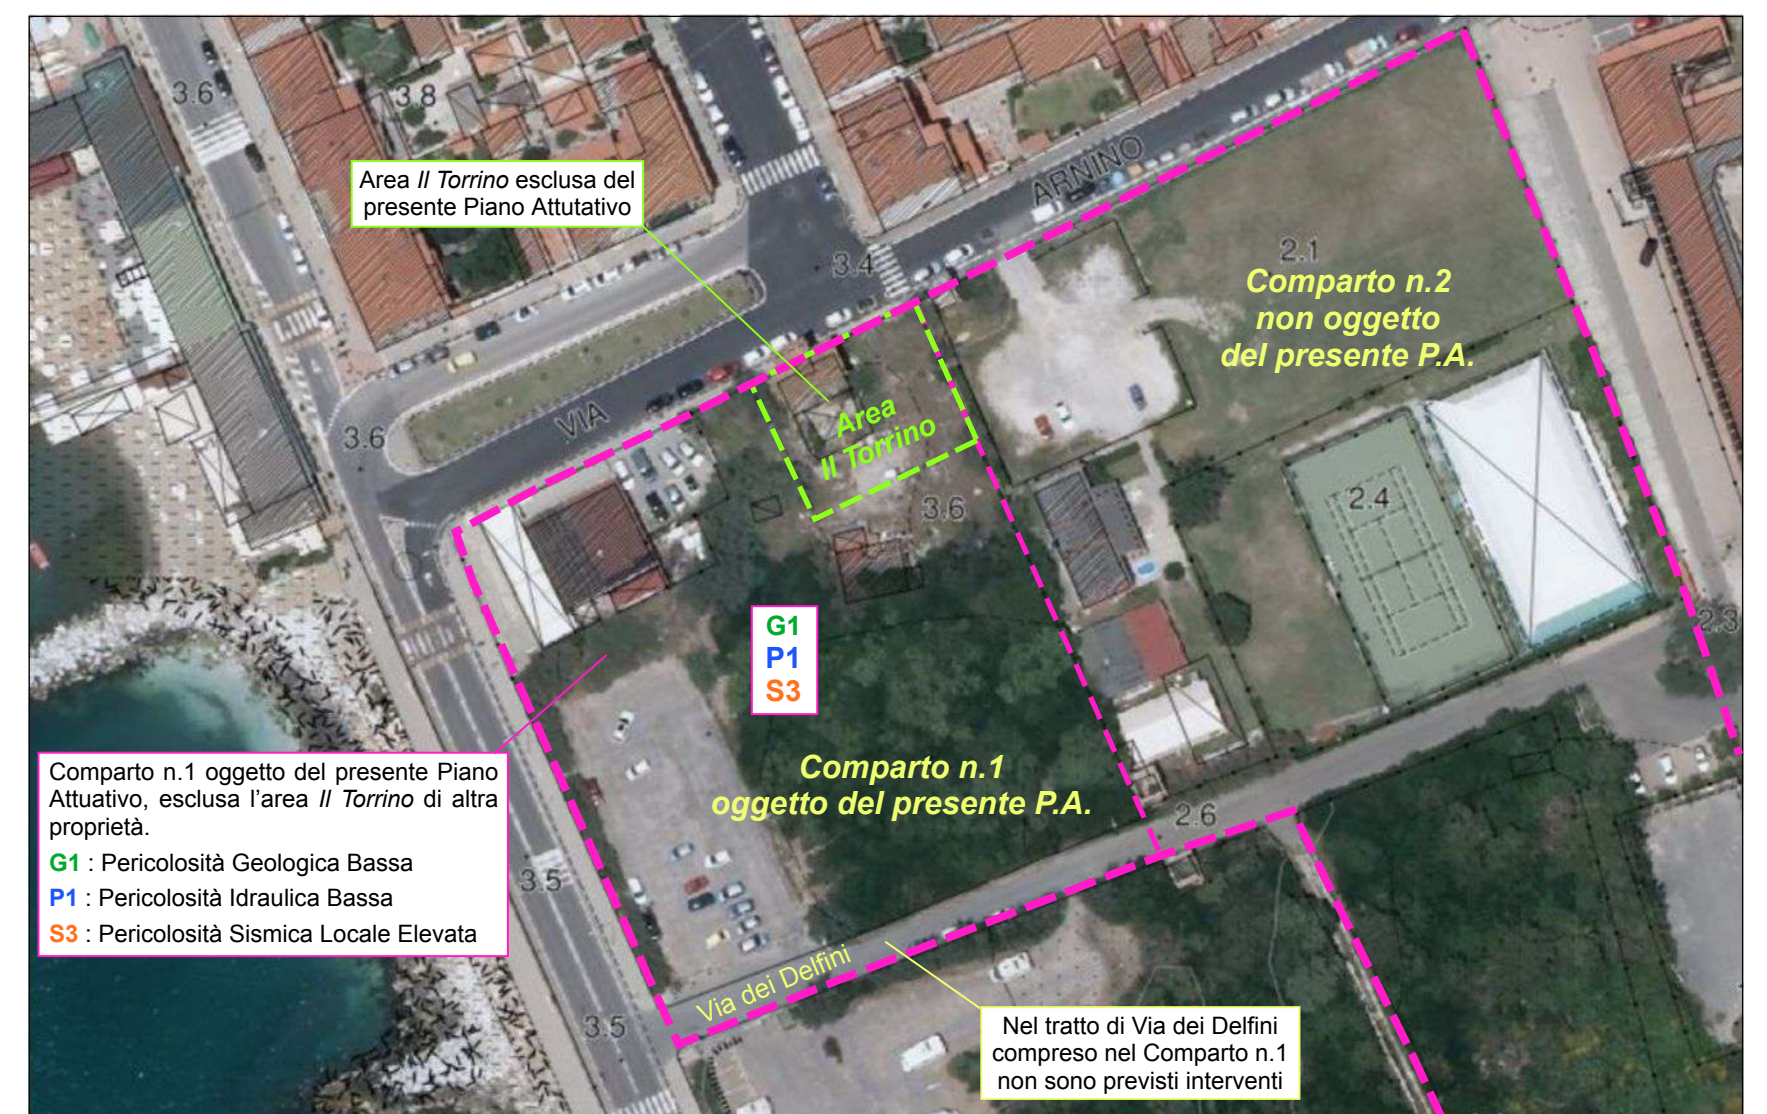 3.6
3.8
Area Il Torrino esclusa del
presente Piano Attutativo
ARNINO
3.4
2.1
Comparto n.2
non oggetto
del presente P.A.
VIA
3.6
Area
Il Torrino
3.6
2.4
2.3
G1
P1
S3
Comparto n.1
oggetto del presente P.A.
2.6
Comparto n.1 oggetto del presente Piano
Attuativo, esclusa l'area Il Torrino di altra
proprietà.
G1 : Pericolosità Geologica Bassa
P1 : Pericolosità Idraulica Bassa
S3 : Pericolosità Sismica Locale Elevata
3.5
Via dei Delfini
3.5
Nel tratto di Via dei Delfini
compreso nel Comparto n.1
non sono previsti interventi